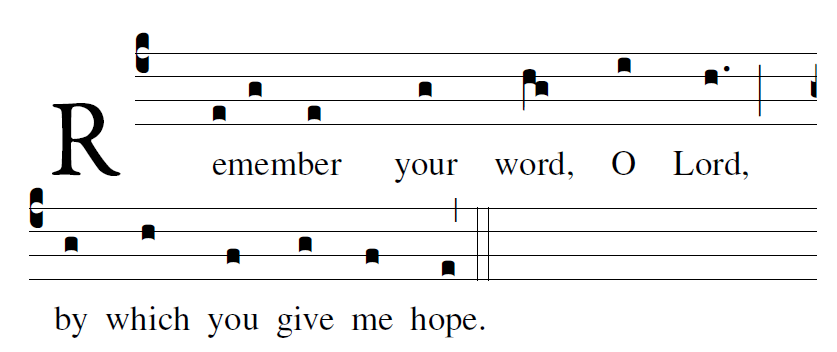 Remember your word, O Lord,
by which you give me hope.